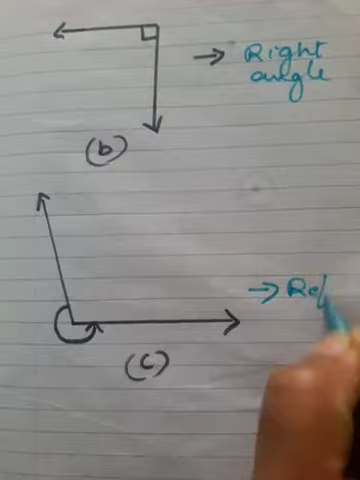 → Right
angle
(b)
→ Re
(c)